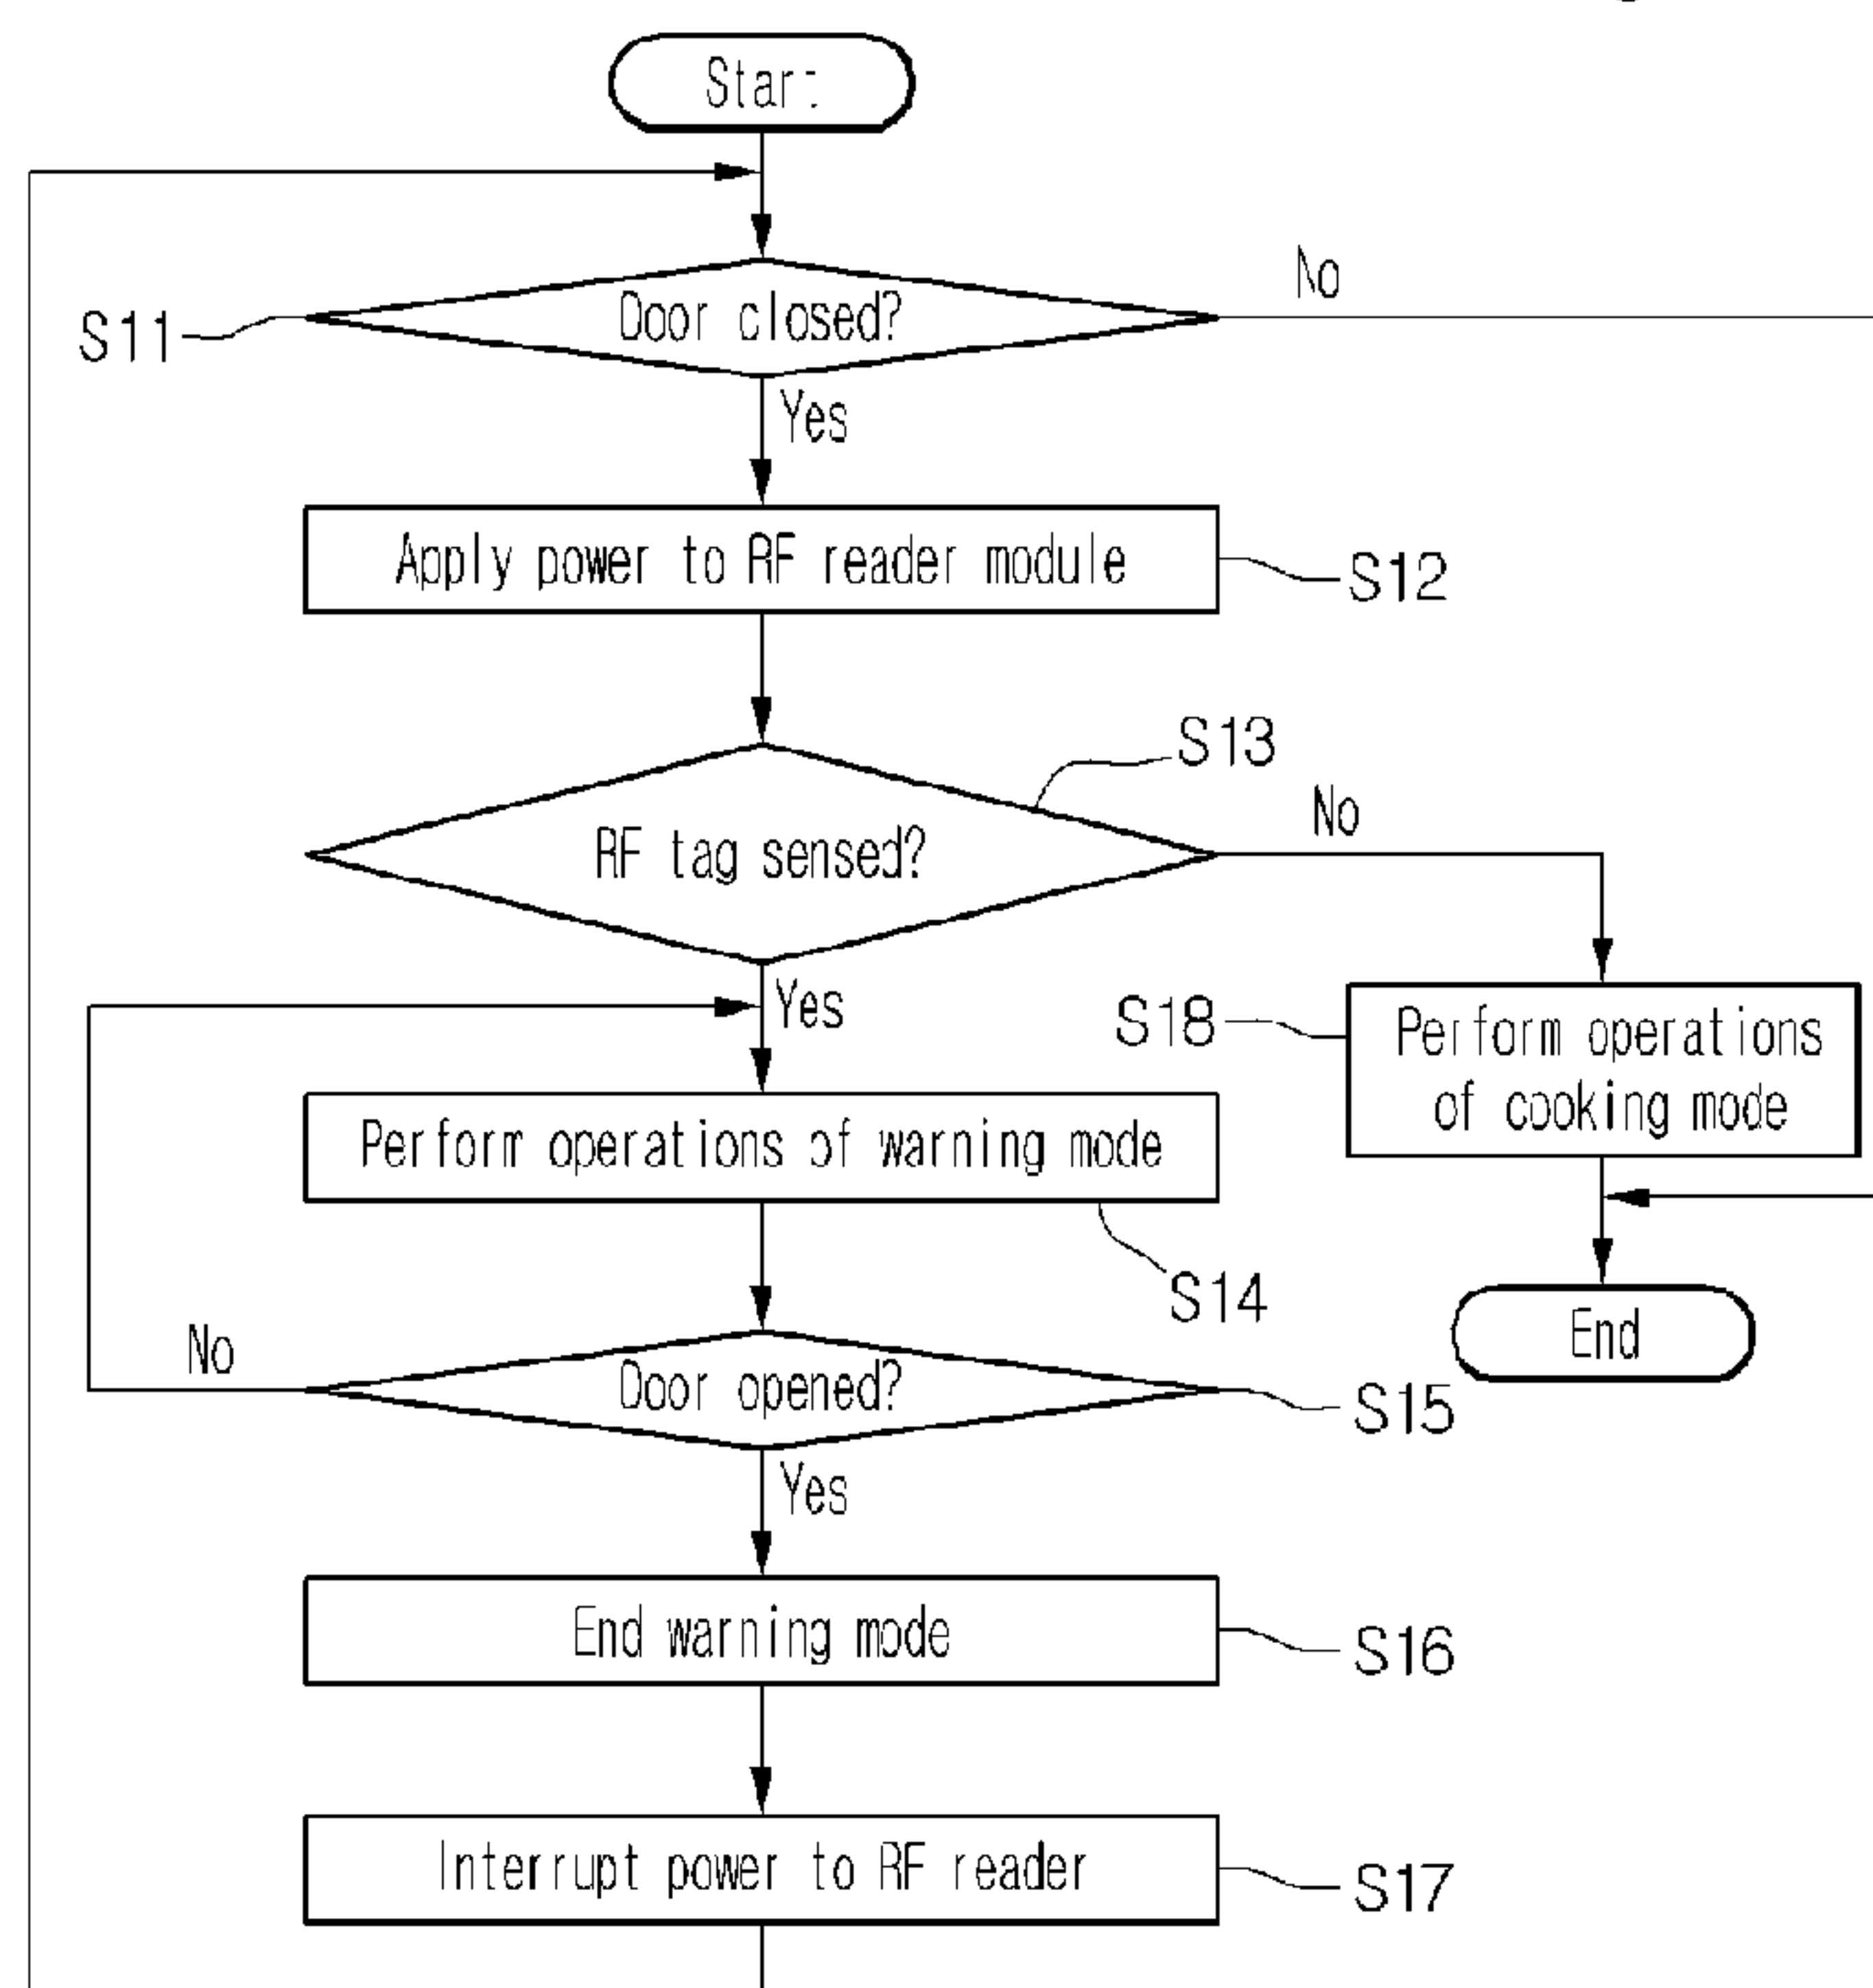 Start
No
S11
Door closed?
Yes
Apply power to RF reader module
S12
S13
RF tag sensed?
No
Yes
S18
Perform operations
of cooking mode
Perform operations of warning mode
S14
End
No
Door opened?
S15
Yes
End warning mode
S16
Interrupt power to RF reader
S17